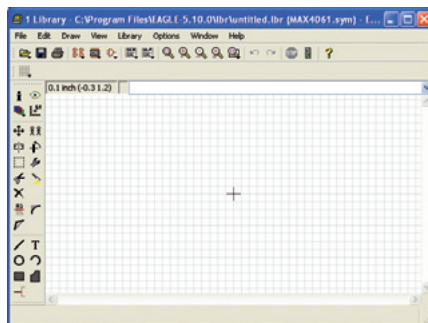 1 Library - C:\Program Files\EAGLE-5.10.0\lbr\untitled.lbr (MAX4061.sym) - E...
File Edit Draw View Library Options Window Help
0.1 inch (-0.3 1.2)
T